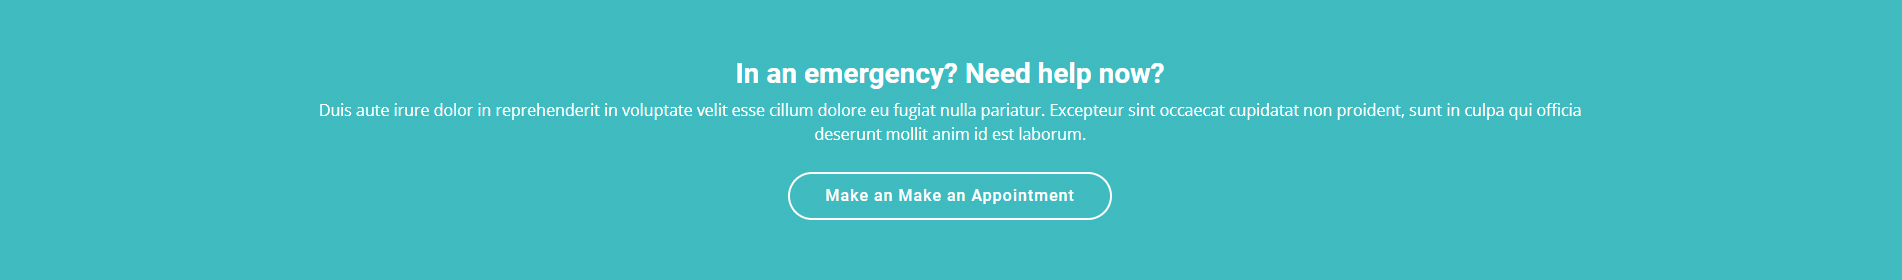 In an emergency? Need help now?
Duis aute irure dolor in reprehenderit in voluptate velit esse cillum dolore eu fugiat nulla pariatur. Excepteur sint occaecat cupidatat non proident, sunt in culpa qui officia
deserunt mollit anim id est laborum.
Make an Make an Appointment